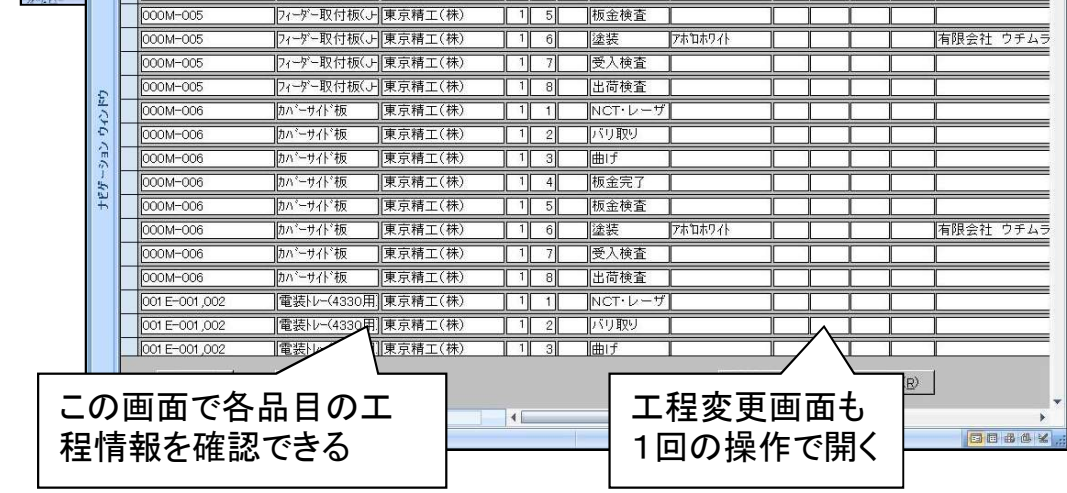 000M-005 フィーダー取付板(J- 東京精工(株) 1 5 板金検査
000M-005 フィーダー取付板(J- 東京精工(株) 1 6 塗装 アポロホワイト 有限会社 ウチムラ
000M-005 フィーダー取付板(J- 東京精工(株) 1 7 受入検査
000M-005 フィーダー取付板(J- 東京精工(株) 1 8 出荷検査
000M-006 カバーサイド板 東京精工(株) 1 1 NCT・レーザ
000M-006 カバーサイド板 東京精工(株) 1 2 バリ取り
000M-006 カバーサイド板 東京精工(株) 1 3 曲げ
000M-006 カバーサイド板 東京精工(株) 1 4 板金完了
000M-006 カバーサイド板 東京精工(株) 1 5 板金検査
000M-006 カバーサイド板 東京精工(株) 1 6 塗装 アポロホワイト 有限会社 ウチムラ
000M-006 カバーサイド板 東京精工(株) 1 7 受入検査
000M-006 カバーサイド板 東京精工(株) 1 8 出荷検査
001E-001,002 電装トレー(4330用 東京精工(株) 1 1 NCT・レーザ
001E-001,002 電装トレー(4330用 東京精工(株) 1 2 バリ取り
001E-001,002 電装 東京精工(株) 1 3 曲げ
ナビゲーション ウィンドウ
(R)
この画面で各品目の工
程情報を確認できる
工程変更画面も
1回の操作で開く